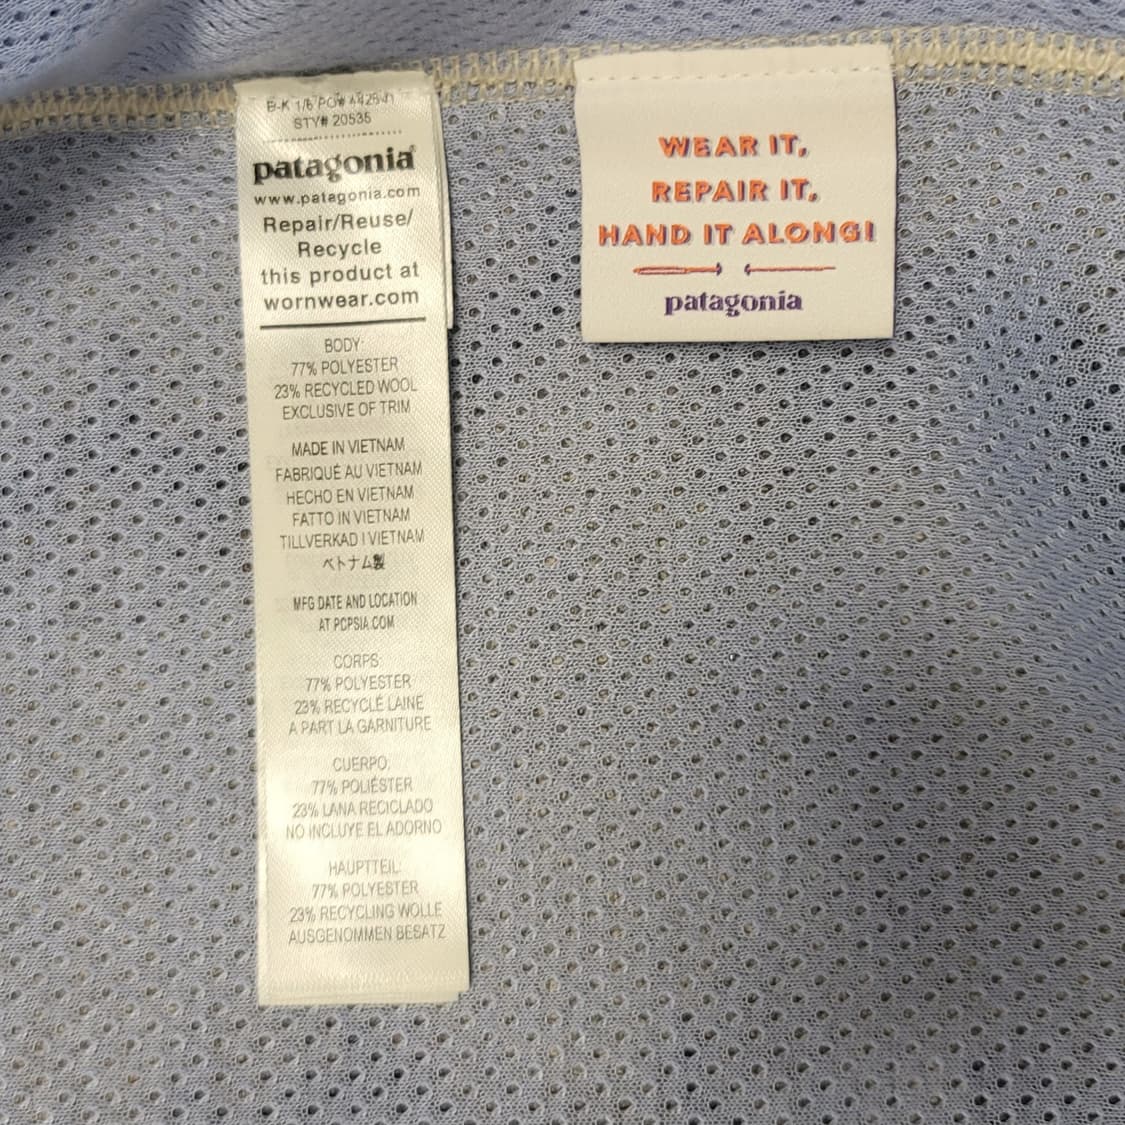 B-K 1/6 PO#
STY# 20535
patagonia®
www.patagonia.com
Repair/Reuse/
Recycle
this product at
wornwear.com
BODY:
77% POLYESTER
23% RECYCLED WOOL
EXCLUSIVE OF TRIM
MADE IN VIETNAM
FABRIQUÉ AU VIETNAM
HECHO EN VIETNAM
FATTO IN VIETNAM
TILLVERKAD I VIETNAM
ベトナム製
MFG DATE AND LOCATION
AT PCPSIA.COM
CORPS:
77% POLYESTER
23% RECYCLÉ LAINE
A PART LA GARNITURE
CUERPO:
77% POLIÉSTER
23% LANA RECICLADO
NO INCLUYE EL ADORNO
HAUPTTEIL:
77% POLYESTER
23% RECYCLING WOLLE
AUSGENOMMEN BESATZ
WEAR IT,
REPAIR IT,
HAND IT ALONG!
patagonia